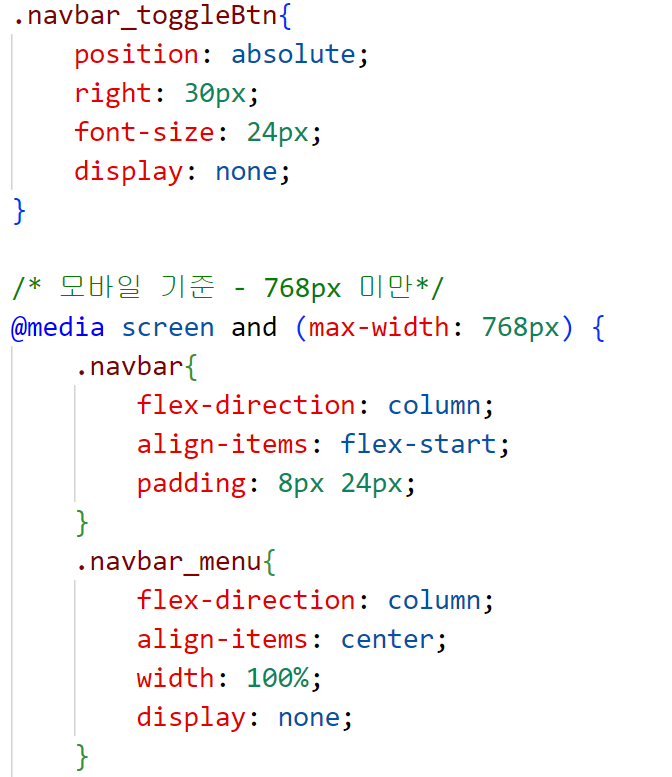 .navbar_toggleBtn{
    position: absolute;
    right: 30px;
    font-size: 24px;
    display: none;
}

/* 모바일 기준 - 768px 미만*/
@media screen and (max-width: 768px) {
    .navbar{
        flex-direction: column;
        align-items: flex-start;
        padding: 8px 24px;
    }
    .navbar_menu{
        flex-direction: column;
        align-items: center;
        width: 100%;
        display: none;
    }